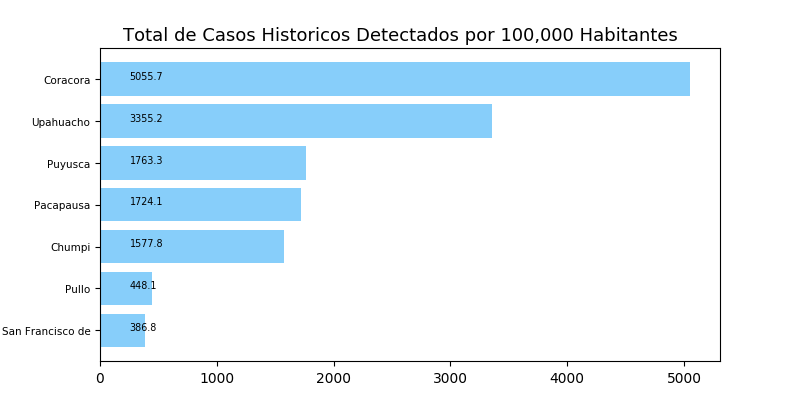 Total de Casos Historicos Detectados por 100,000 Habitantes
Coracora 5055.7
Upahuacho 3355.2
Puyusca 1763.3
Pacapausa 1724.1
Chumpi 1577.8
Pullo 448.1
San Francisco de 386.8
0 1000 2000 3000 4000 5000